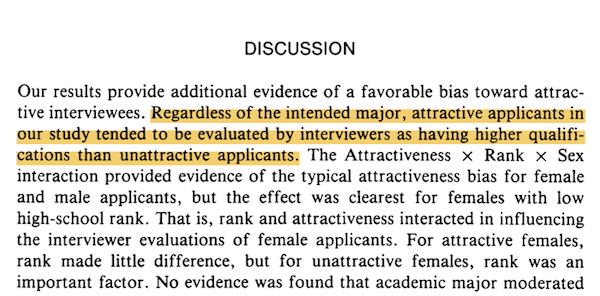 DISCUSSION
Our results provide additional evidence of a favorable bias toward attrac-
tive interviewees. Regardless of the intended major, attractive applicants in
our study tended to be evaluated by interviewers as having higher qualifi-
cations than unattractive applicants. The Attractiveness × Rank × Sex
interaction provided evidence of the typical attractiveness bias for female
and male applicants, but the effect was clearest for females with low
high-school rank. That is, rank and attractiveness interacted in influencing
the interviewer evaluations of female applicants. For attractive females,
rank made little difference, but for unattractive females, rank was an
important factor. No evidence was found that academic major moderated